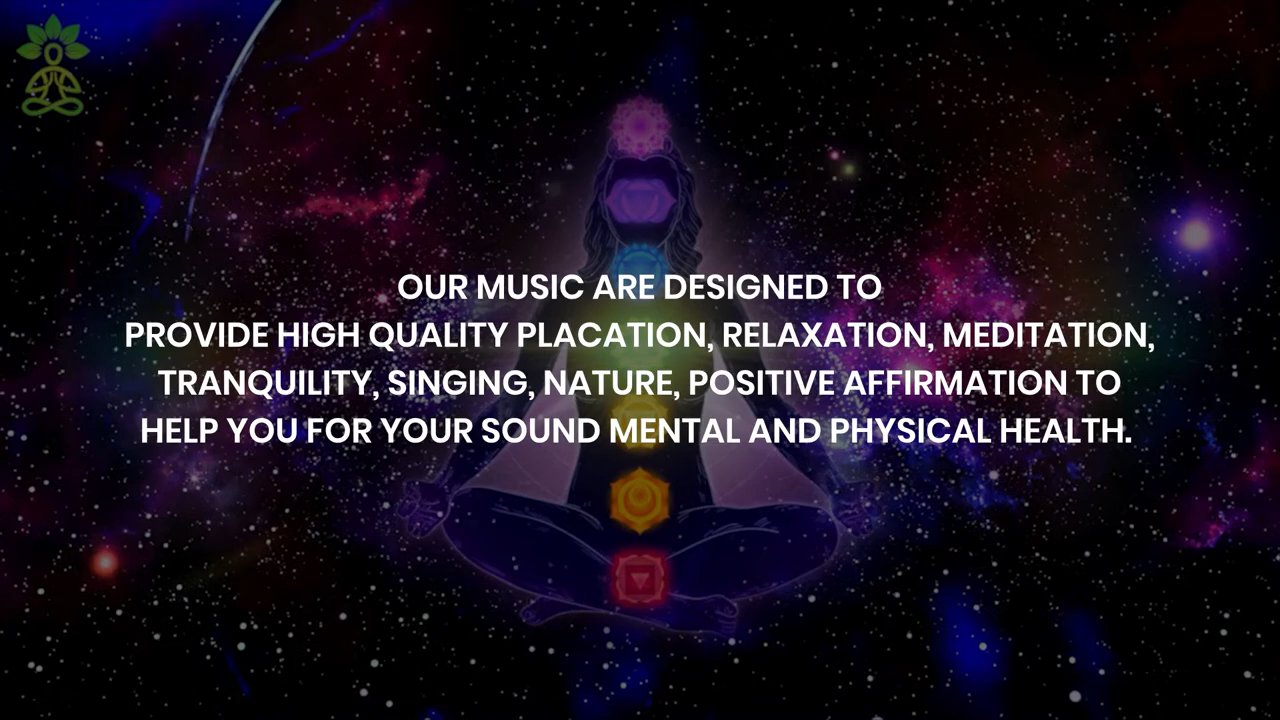 OUR MUSIC ARE DESIGNED TO
PROVIDE HIGH QUALITY PLACATION, RELAXATION, MEDITATION,
TRANQUILITY, SINGING, NATURE, POSITIVE AFFIRMATION TO
HELP YOU FOR YOUR SOUND MENTAL AND PHYSICAL HEALTH.